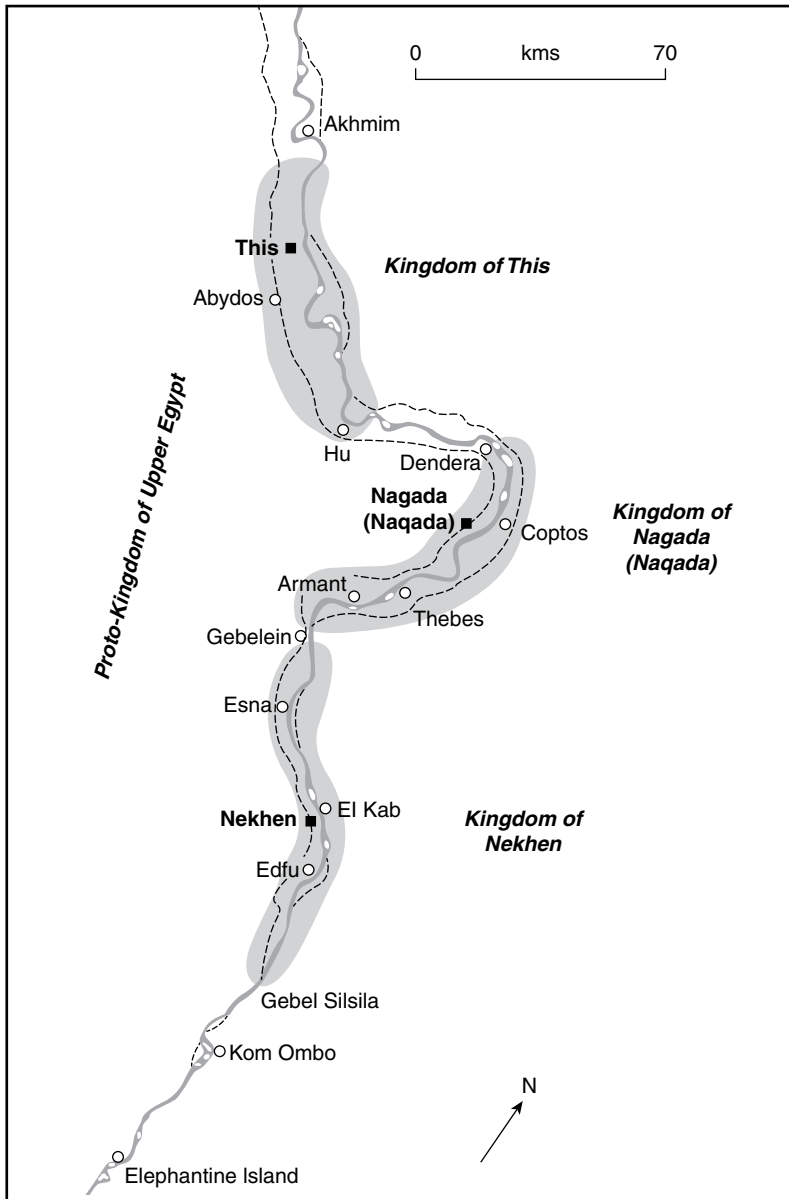 0 kms 70
Akhmim
This
Kingdom of This
Abydos
Proto-Kingdom of Upper Egypt
Hu
Dendera
Nagada
(Naqada)
Coptos
Kingdom of
Nagada
(Naqada)
Armant
Thebes
Gebelein
Esna
El Kab
Nekhen
Kingdom of
Nekhen
Edfu
Gebel Silsila
Kom Ombo
N
Elephantine Island